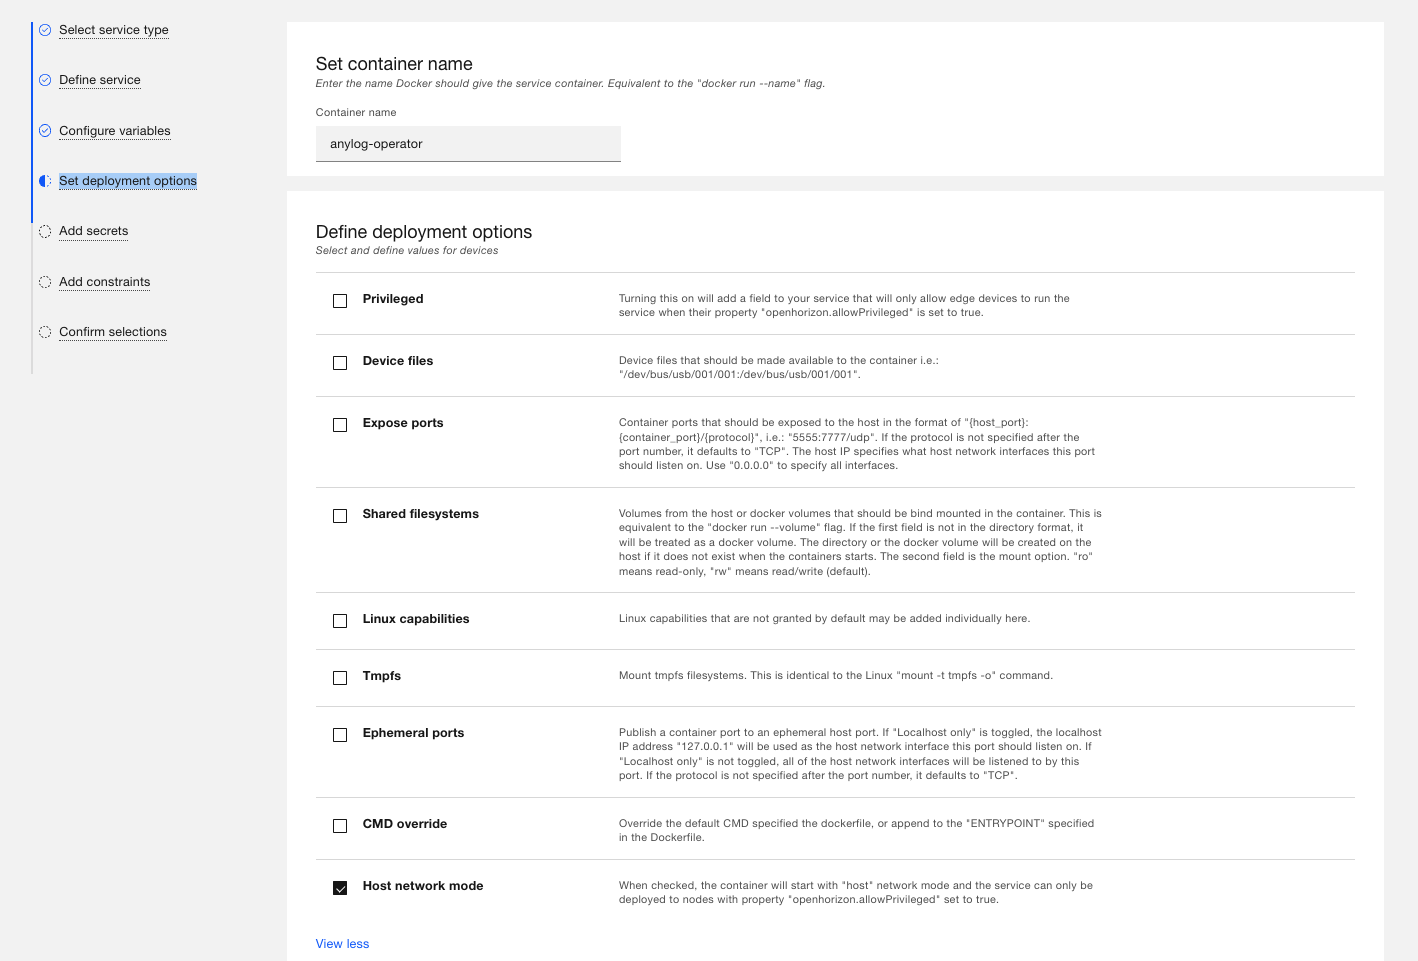 Select service type
Define service
Configure variables
Set deployment options
Add secrets
Add constraints
Confirm selections
Set container name
Enter the name Docker should give the service container. Equivalent to the "docker run --name" flag.
Container name
anylog-operator
Define deployment options
Select and define values for devices
Privileged
Turning this on will add a field to your service that will only allow edge devices to run the
service when their property "openhorizon.allowPrivileged" is set to true.
Device files
Device files that should be made available to the container i.e.:
"/dev/bus/usb/001/001:/dev/bus/usb/001/001".
Expose ports
Container ports that should be exposed to the host in the format of "{host_port}:
{container_port}/{protocol}", i.e.: "5555:7777/udp". If the protocol is not specified after the
port number, it defaults to "TCP". The host IP specifies what host network interfaces this port
should listen on. Use "0.0.0.0" to specify all interfaces.
Shared filesystems
Volumes from the host or docker volumes that should be bind mounted in the container. This is
equivalent to the "docker run --volume" flag. If the first field is not in the directory format, it
will be treated as a docker volume. The directory or the docker volume will be created on the
host if it does not exist when the containers starts. The second field is the mount option. "ro"
means read-only, "rw" means read/write (default).
Linux capabilities
Linux capabilities that are not granted by default may be added individually here.
Tmpfs
Mount tmpfs filesystems. This is identical to the Linux "mount -t tmpfs -o" command.
Ephemeral ports
Publish a container port to an ephemeral host port. If "Localhost only" is toggled, the localhost
IP address "127.0.0.1" will be used as the host network interface this port should listen on. If
"Localhost only" is not toggled, all of the host network interfaces will be listened to by this
port. If the protocol is not specified after the port number, it defaults to "TCP".
CMD override
Override the default CMD specified the dockerfile, or append to the "ENTRYPOINT" specified
in the Dockerfile.
Host network mode
When checked, the container will start with "host" network mode and the service can only be
deployed to nodes with property "openhorizon.allowPrivileged" set to true.
View less